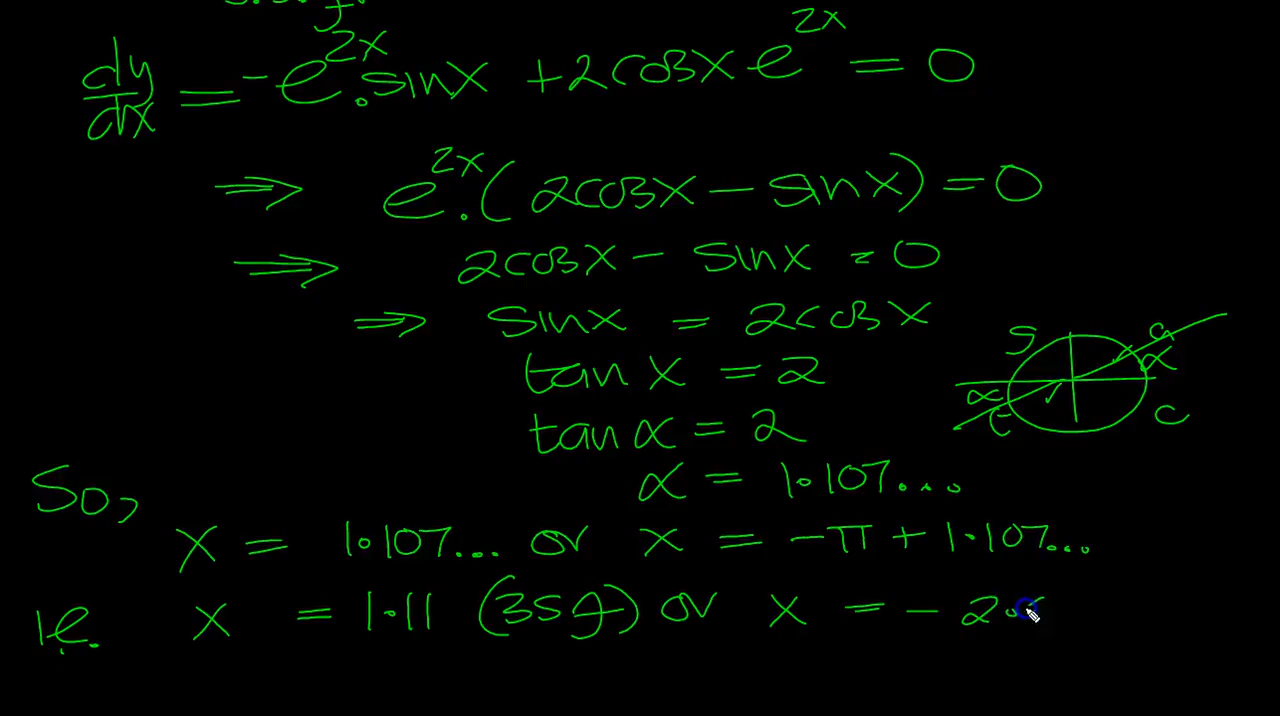 dy/dx = -e^2x.sinx +2cosx e^2x = 0
⇒ e^2x.(2cosx - sinx) = 0
⇒ 2cosx - sinx = 0
⇒ sinx = 2cosx
S a
tan x = 2
α
α
t C
tan α = 2
α = 1.107...
So,
x = 1.107... or x = -π + 1.107...
ie. x = 1.11 (3sf) or x = - 2.